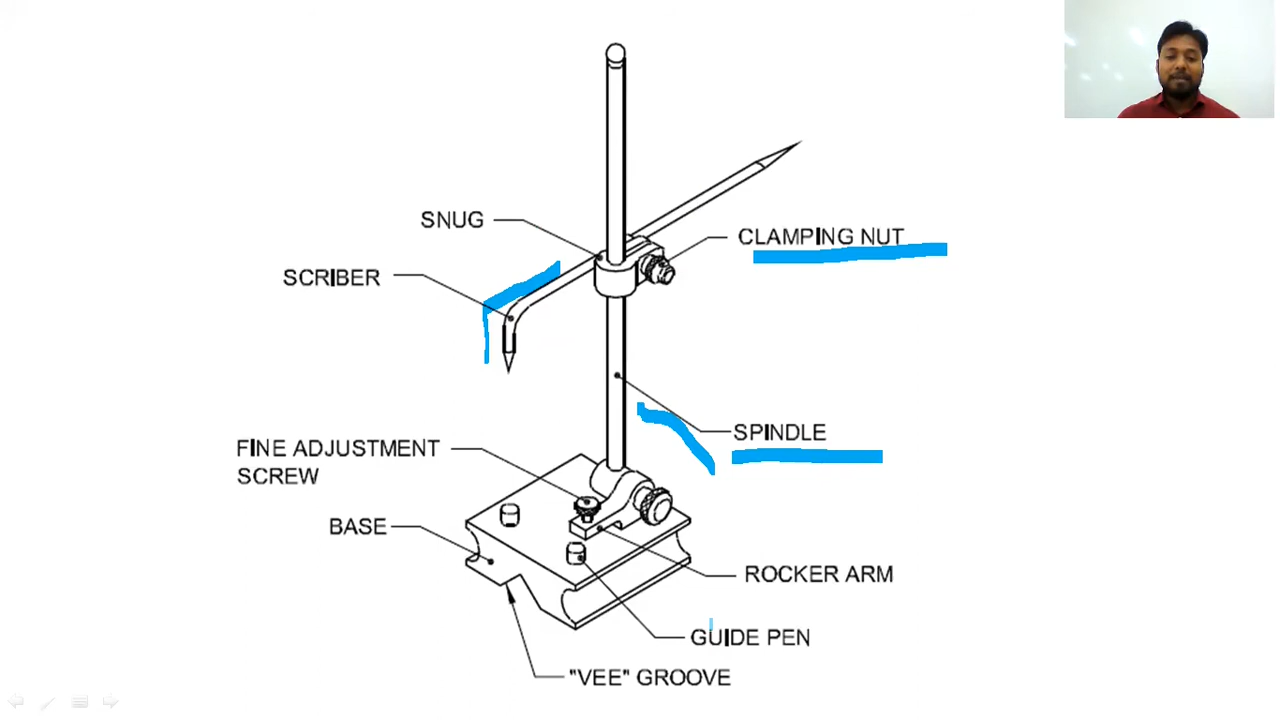 SNUG
CLAMPING NUT
SCRIBER
SPINDLE
FINE ADJUSTMENT
SCREW
BASE
ROCKER ARM
GUIDE PEN
"VEE" GROOVE